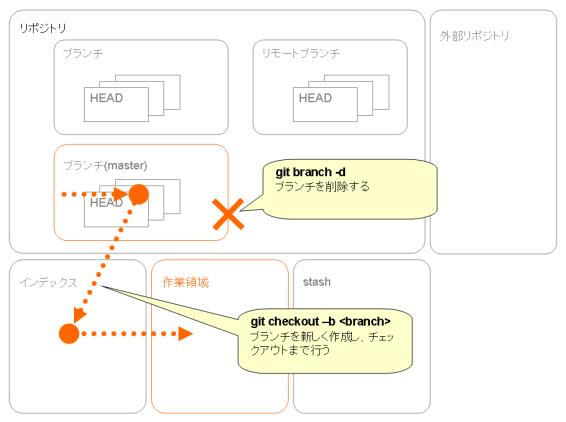 リポジトリ
外部リポジトリ
ブランチ
HEAD
リモートブランチ
HEAD
ブランチ(master)
HEAD
git branch -d
ブランチを削除する
インデックス
作業領域
stash
git checkout –b <branch>
ブランチを新しく作成し、チェッ
クアウトまで行う